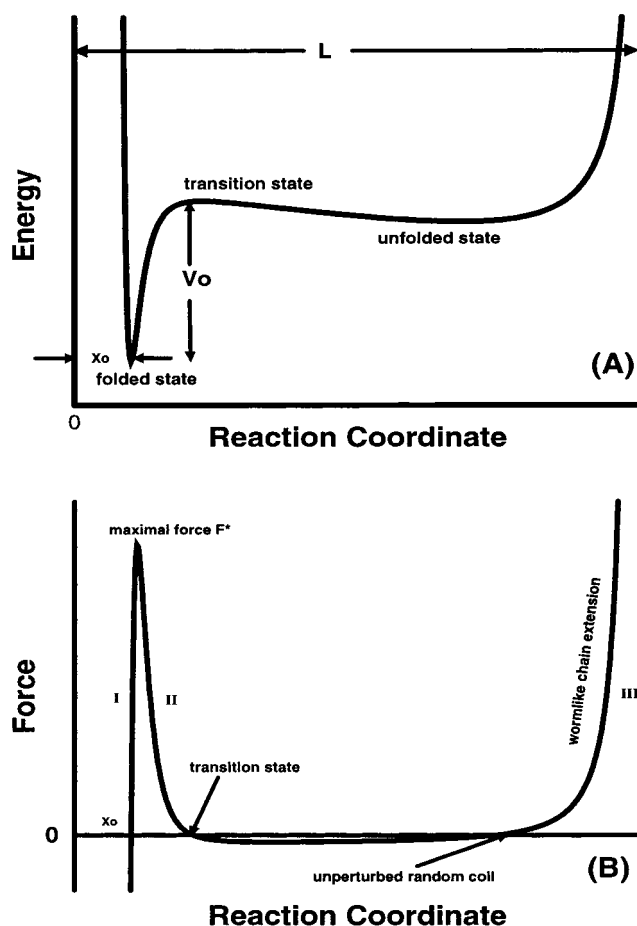 L
transition state
Energy
unfolded state
Vo
Xo
(A)
folded state
0
Reaction Coordinate
maximal force F*
wormlike chain extension
Force
I
II
III
transition state
Xo
0
unperturbed random coil
(B)
Reaction Coordinate